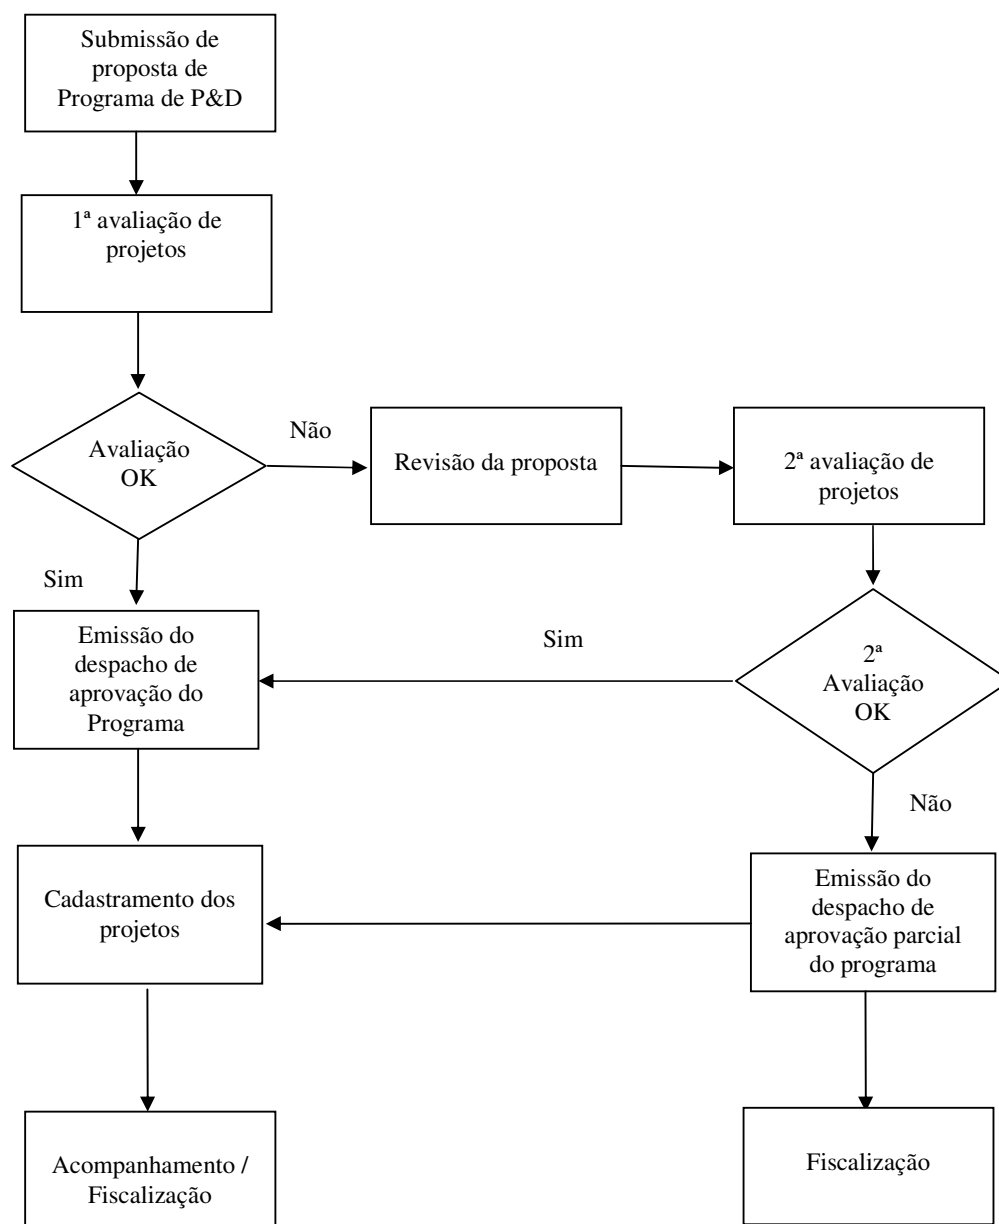 Submissão de
proposta de
Programa de P&D
1ª avaliação de
projetos
Avaliação
OK
Não
Revisão da proposta
2ª avaliação de
projetos
Sim
Emissão do
despacho de
aprovação do
Programa
Sim
2ª
Avaliação
OK
Não
Cadastramento dos
projetos
Emissão do
despacho de
aprovação parcial
do programa
Acompanhamento /
Fiscalização
Fiscalização